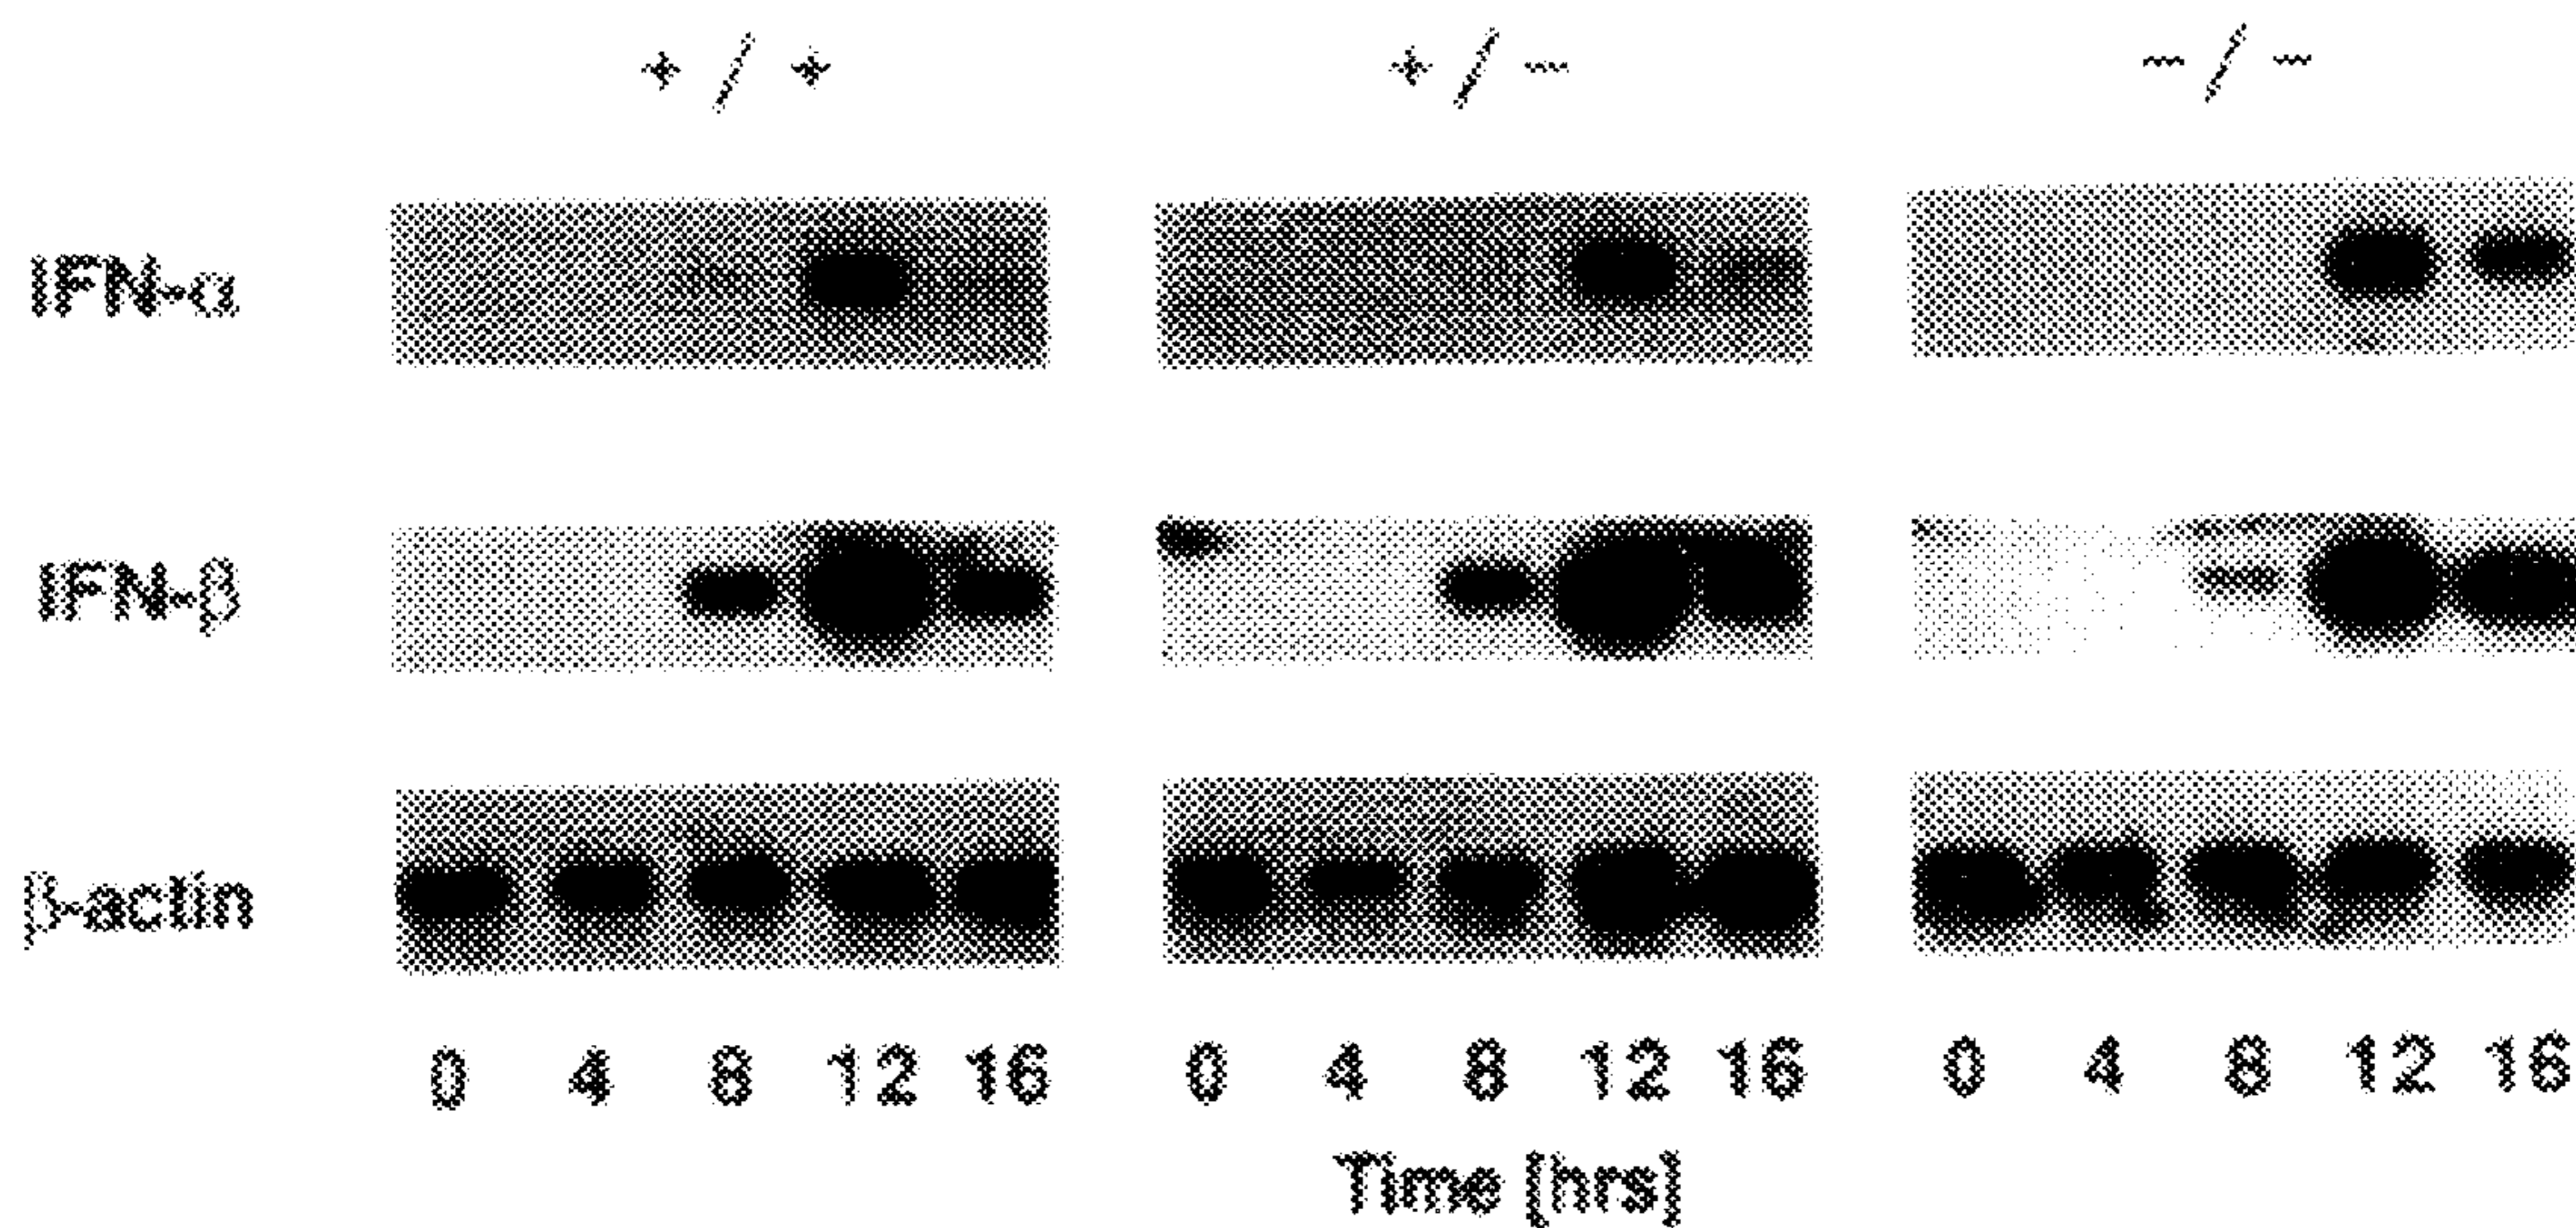 + / + + / - - / -
IFN-α
IFN-β
β-actin
0 4 8 12 16 0 4 8 12 16 0 4 8 12 16
Time [hrs]